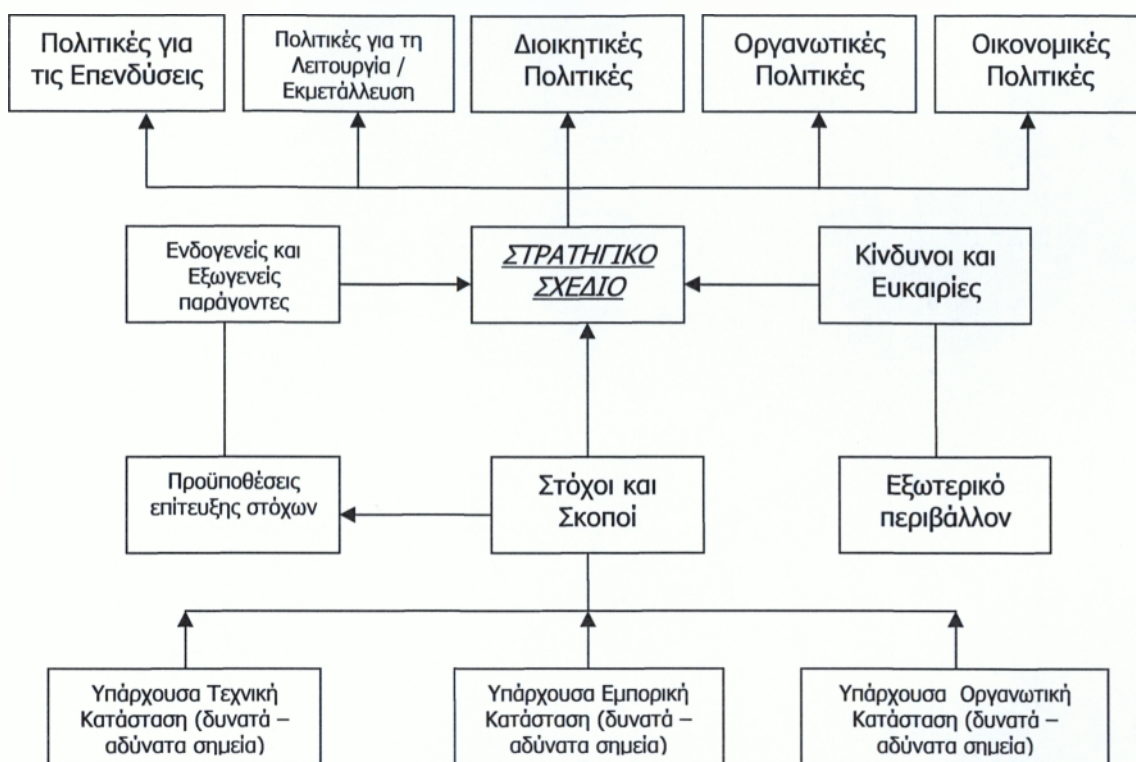 Πολιτικές για
τις Επενδύσεις
Πολιτικές για τη
Λειτουργία /
Εκμετάλλευση
Διοικητικές
Πολιτικές
Οργανωτικές
Πολιτικές
Οικονομικές
Πολιτικές
Ενδογενείς και
Εξωγενείς
παράγοντες
ΣΤΡΑΤΗΓΙΚΟ
ΣΧΕΔΙΟ
Κίνδυνοι και
Ευκαιρίες
Προϋποθέσεις
επίτευξης στόχων
Στόχοι και
Σκοποί
Εξωτερικό
περιβάλλον
Υπάρχουσα Τεχνική
Κατάσταση (δυνατά –
αδύνατα σημεία)
Υπάρχουσα Εμπορική
Κατάσταση (δυνατά –
αδύνατα σημεία)
Υπάρχουσα Οργανωτική
Κατάσταση (δυνατά –
αδύνατα σημεία)